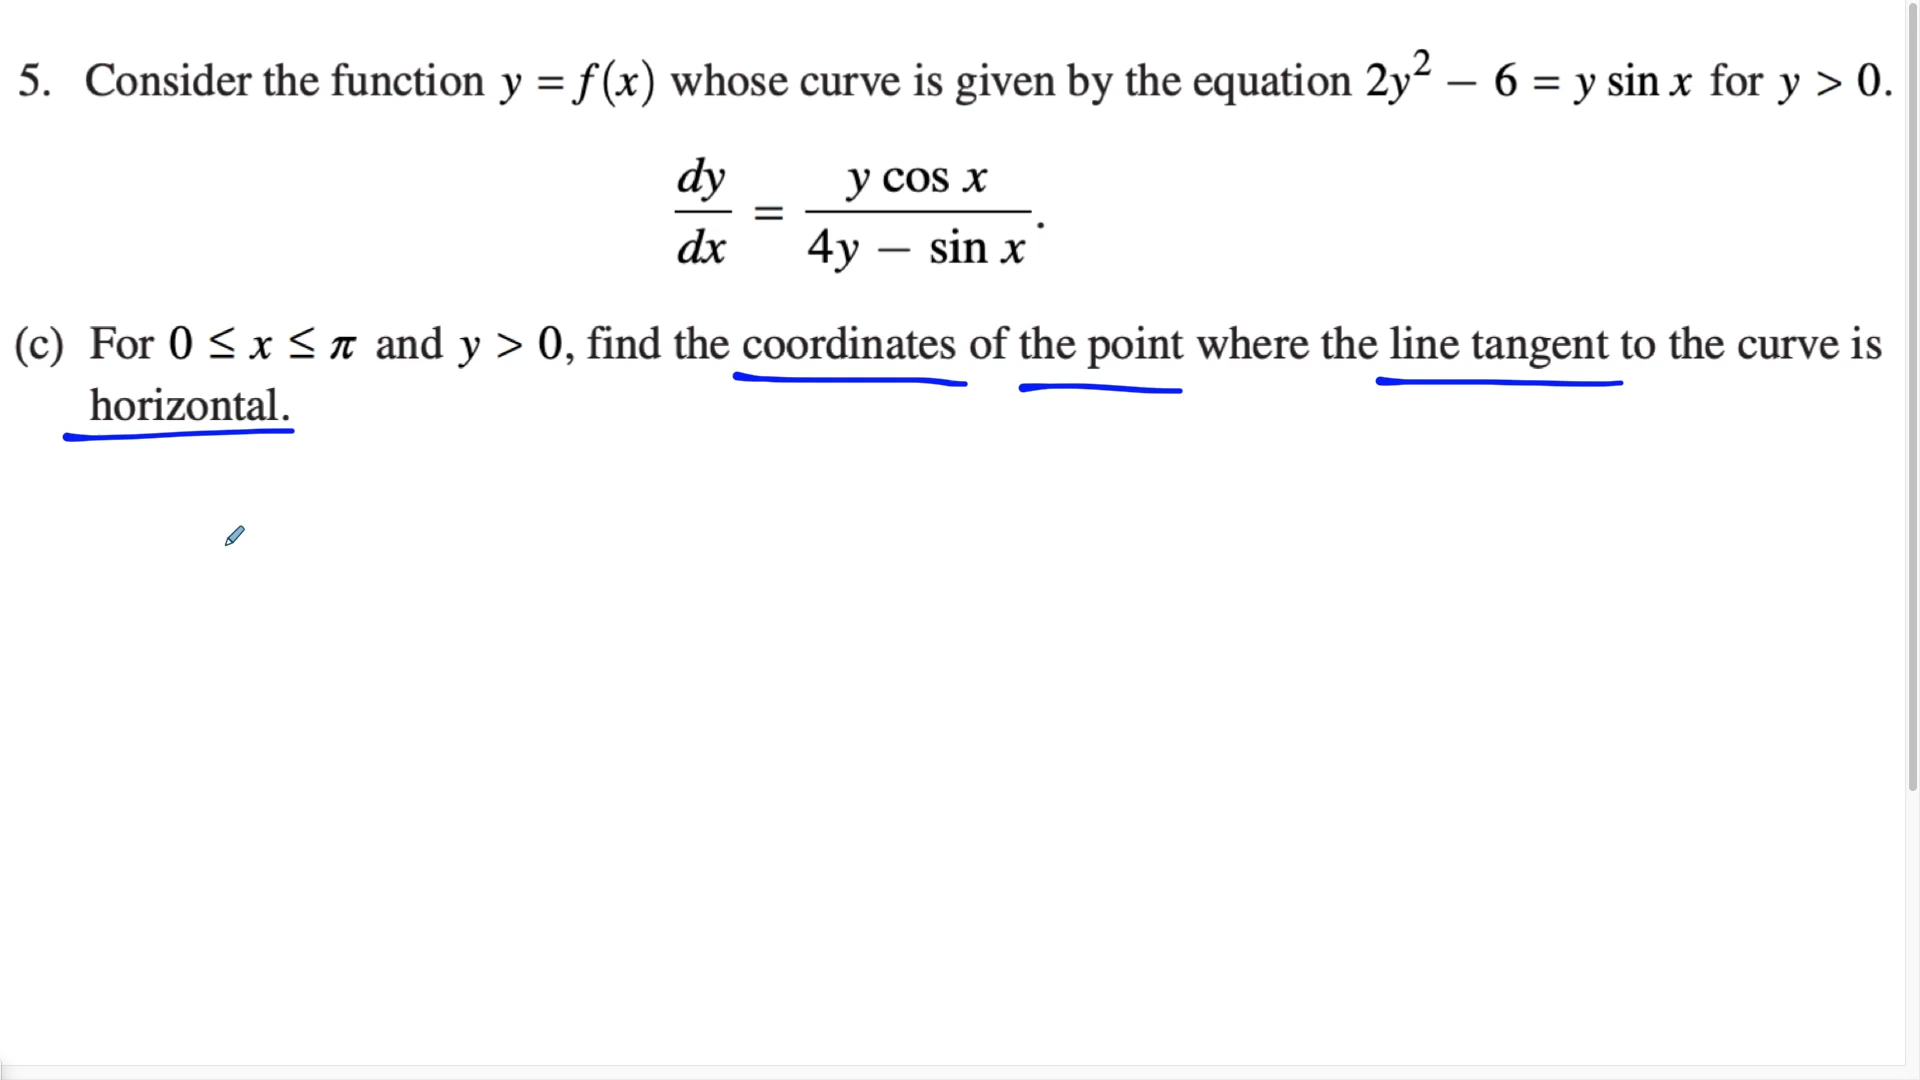 5. Consider the function y = f(x) whose curve is given by the equation 2y² − 6 = y sin x for y > 0.
dy/dx = y cos x / 4y − sin x.
(c) For 0 ≤ x ≤ π and y > 0, find the coordinates of the point where the line tangent to the curve is
horizontal.